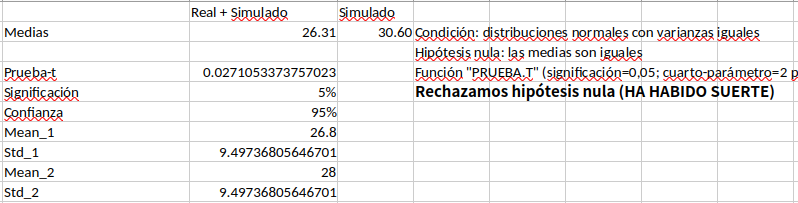 Real + Simulado Simulado
Medias 26.31 30.60 Condición: distribuciones normales con varianzas iguales
Hipótesis nula: las medias son iguales
Prueba-t 0.0271053373757023 Función "PRUEBA.T" (significación=0,05; cuarto-parámetro=2 p
Significación 5% Rechazamos hipótesis nula (HA HABIDO SUERTE)
Confianza 95%
Mean_1 26.8
Std_1 9.49736805646701
Mean_2 28
Std_2 9.49736805646701